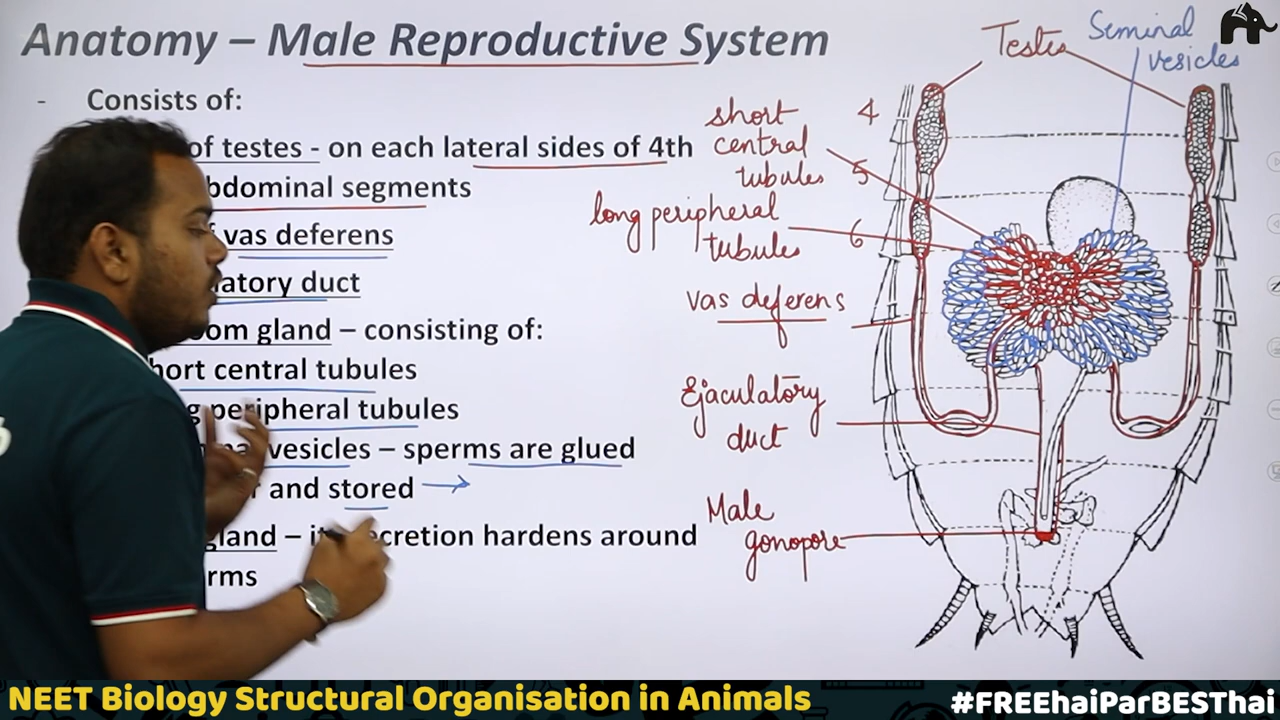 Anatomy – Male Reproductive System
- Consists of:
of testes - on each lateral sides of 4th
bdominal segments
vas deferens
latory duct
oom gland – consisting of:
hort central tubules
g peripheral tubules
vesicles – sperms are glued
and stored →
gland – it ecretion hardens around
rms
Testes
Seminal
vesicles
short
central
tubules
4
5
6
long peripheral
tubules
vas deferens
Ejaculatory
duct
Male
gonopore
NEET Biology Structural Organisation in Animals
#FREEhaiParBESThai